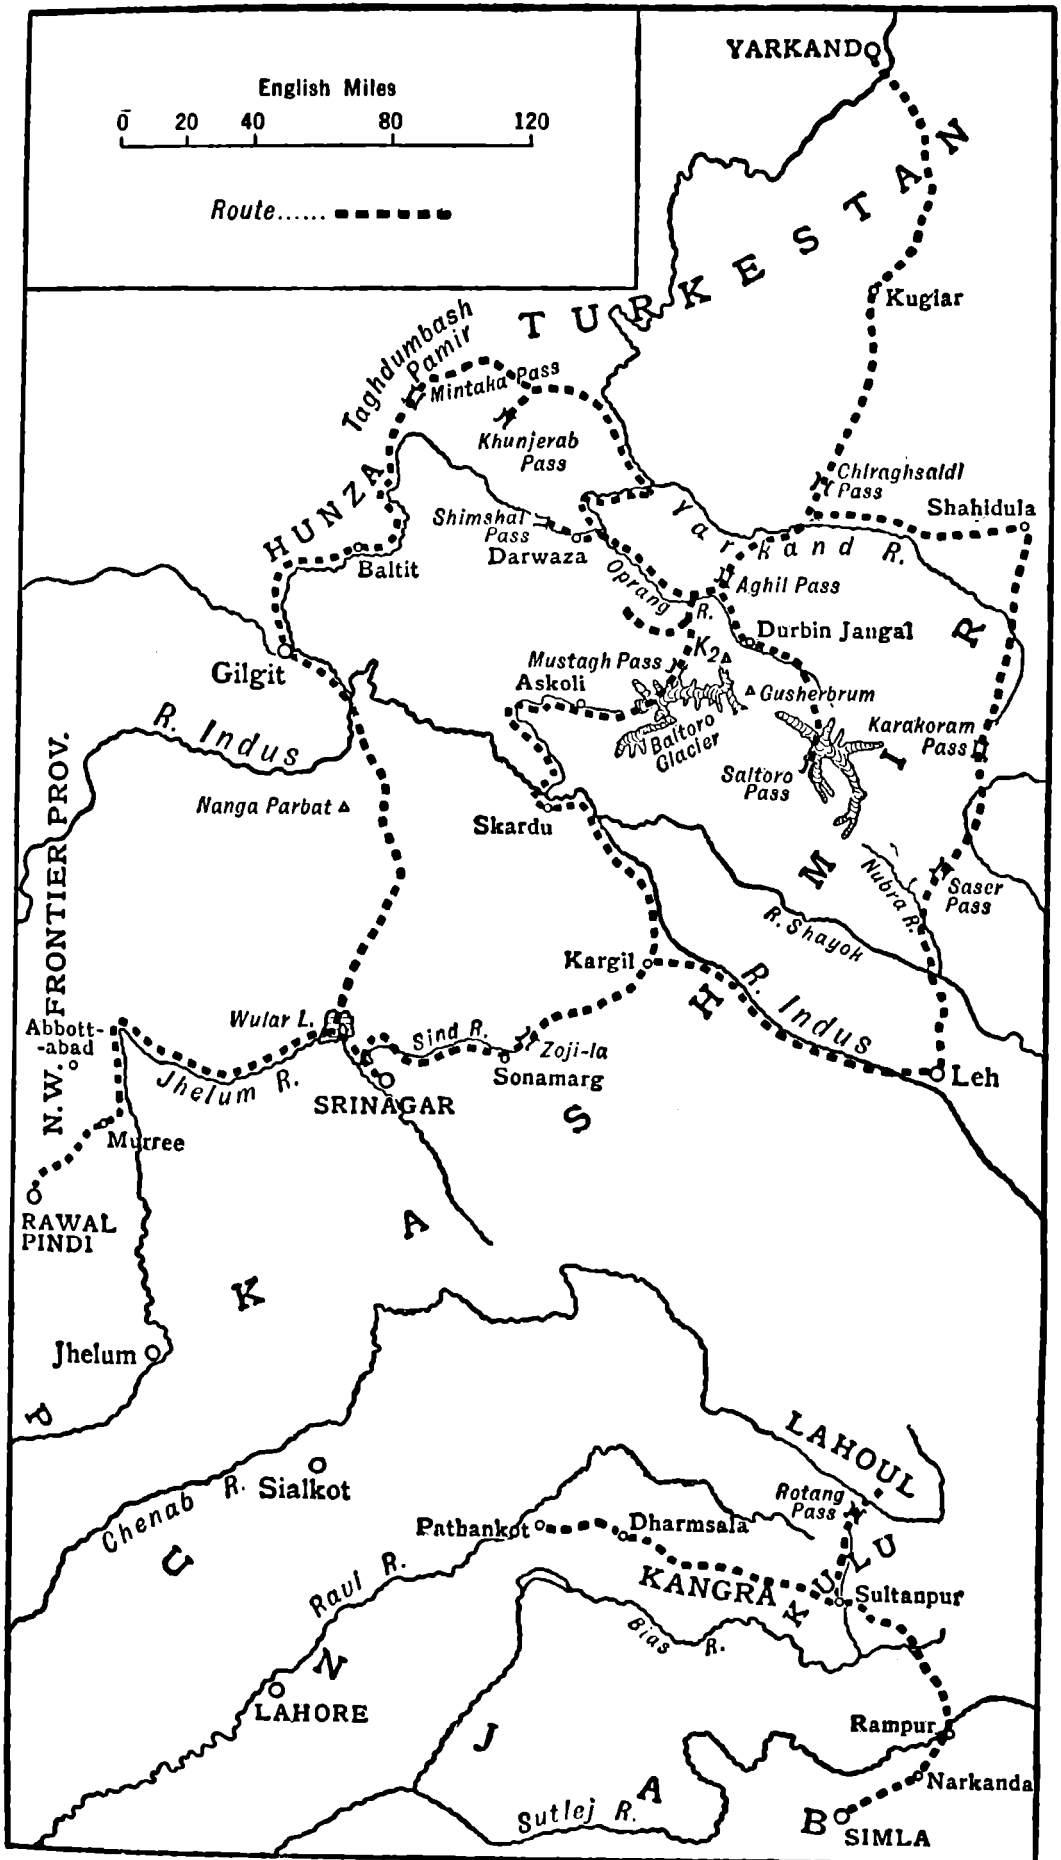 English Miles
0 20 40 80 120
Route......
YARKAND
TURKESTAN
Kugiar
Taghdumbash
Pamir
Mintaka Pass
Khunjerab
Pass
Chiraghsaldi
Pass
Shahidula
HUNZA
Shimshal
Pass
Darwaza
Yarkand R.
Baltit
Oprang
R.
Aghil Pass
Durbin Jangal
Gilgit
K2
Mustagh Pass
Askoli
Gusherbrum
Baltoro
Glacier
Karakoram
Pass
Saltoro
Pass
R. Indus
Nanga Parbat
Skardu
Nubra R.
Saser
Pass
R. Shayok
N.W. FRONTIER PROV.
Kargil
R. Indus
Wular L.
Abbott-
-abad
Sind R.
Zoji-la
Sonamarg
Leh
Jhelum R.
SRINAGAR
Murree
RAWAL
PINDI
KASHMIR
Jhelum
LAHOUL
Chenab R.
Sialkot
Rotang
Pass
Pathankot
Dharmsala
KULU
KANGRA
Sultanpur
Ravi R.
Bias R.
LAHORE
Rampur
Narkanda
PUNJAB
Sutlej R.
SIMLA